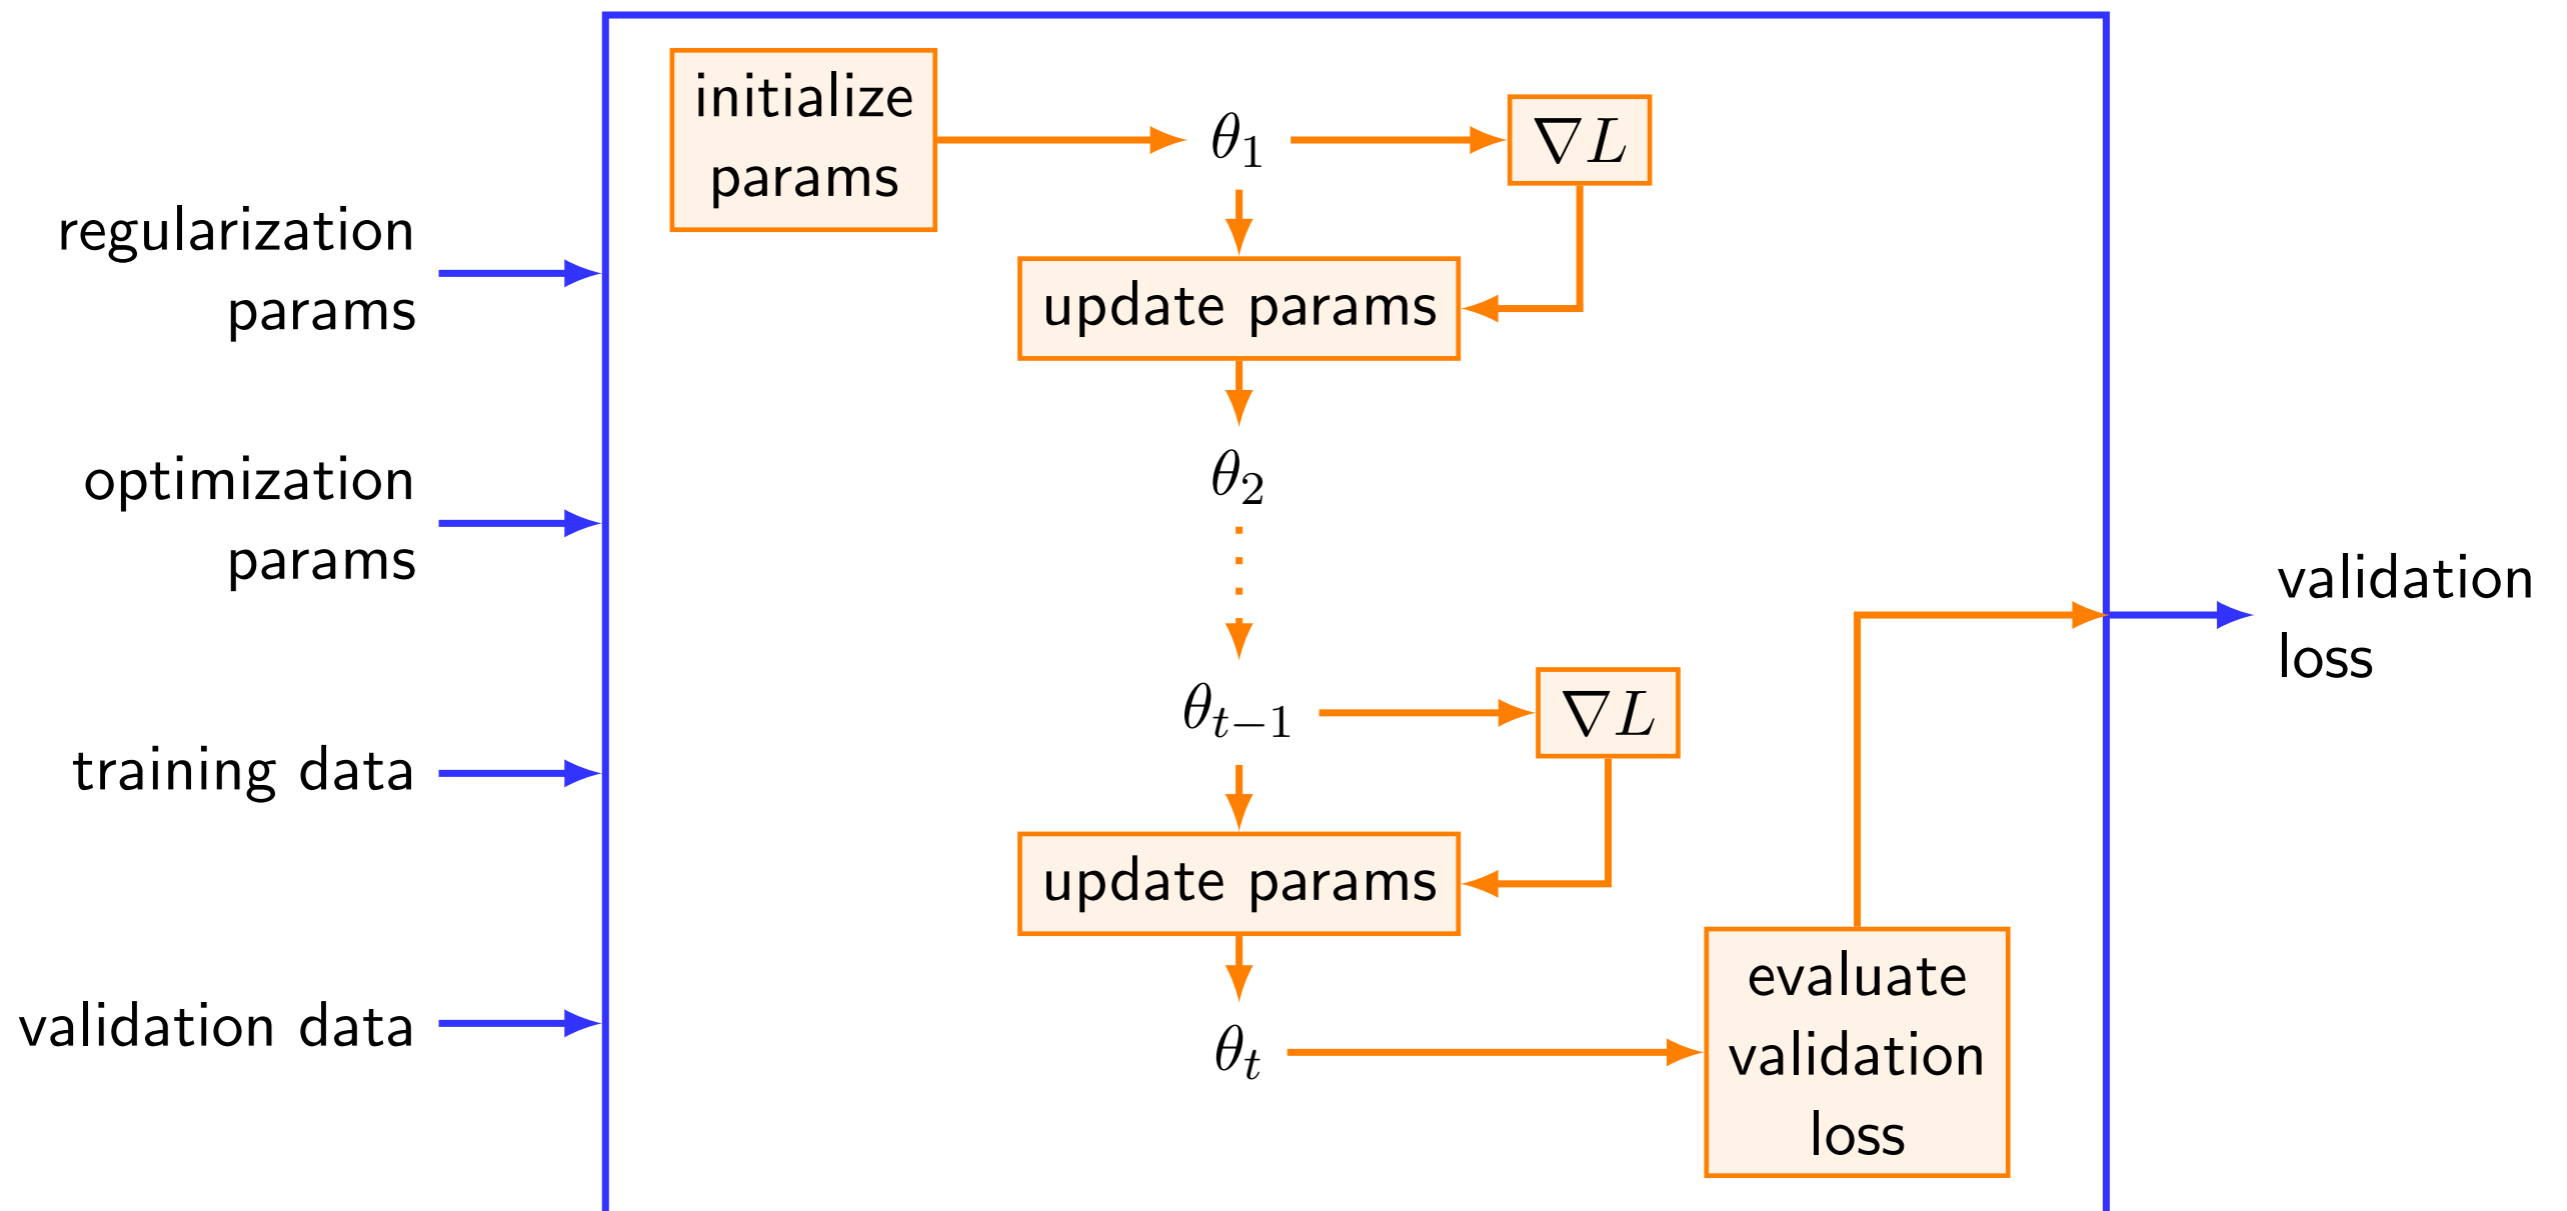 regularization
params
optimization
params
training data
validation data
initialize
params
θ₁
∇L
update params
θ₂
θₜ₋₁
∇L
update params
θₜ
evaluate
validation
loss
validation
loss